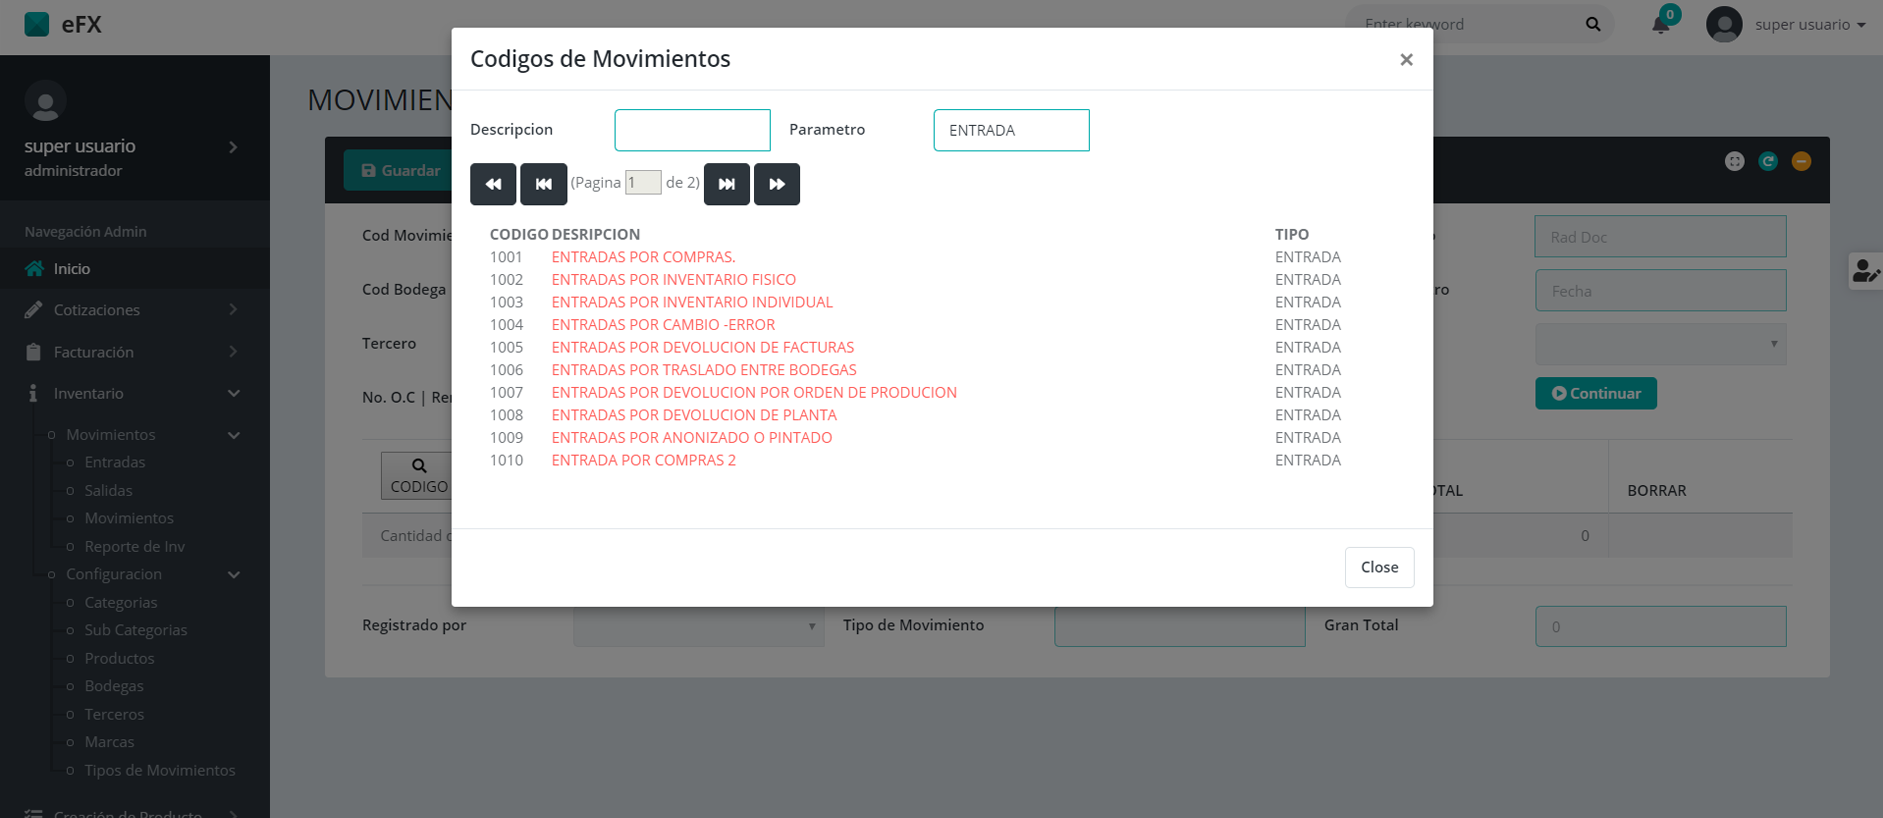 eFX
Enter keyword
0
super usuario
super usuario
administrador
Navegación Admin
Inicio
Cotizaciones
Facturación
Inventario
Movimientos
Entradas
Salidas
Movimientos
Reporte de Inv
Configuracion
Categorias
Sub Categorias
Productos
Bodegas
Terceros
Marcas
Tipos de Movimientos
Creación de Producto
MOVIMIEN
Guardar
Cod Movimie
Cod Bodega
Tercero
No. O.C | Re
CODIGO
Cantidad
Codigos de Movimientos
×
Descripcion
Parametro ENTRADA
(Pagina 1 de 2)
CODIGO DESRIPCION TIPO
1001 ENTRADAS POR COMPRAS. ENTRADA
1002 ENTRADAS POR INVENTARIO FISICO ENTRADA
1003 ENTRADAS POR INVENTARIO INDIVIDUAL ENTRADA
1004 ENTRADAS POR CAMBIO -ERROR ENTRADA
1005 ENTRADAS POR DEVOLUCION DE FACTURAS ENTRADA
1006 ENTRADAS POR TRASLADO ENTRE BODEGAS ENTRADA
1007 ENTRADAS POR DEVOLUCION POR ORDEN DE PRODUCION ENTRADA
1008 ENTRADAS POR DEVOLUCION DE PLANTA ENTRADA
1009 ENTRADAS POR ANONIZADO O PINTADO ENTRADA
1010 ENTRADA POR COMPRAS 2 ENTRADA
Close
Rad Doc
ro
Fecha
Continuar
OTAL
BORRAR
0
Registrado por
Tipo de Movimiento
Gran Total
0